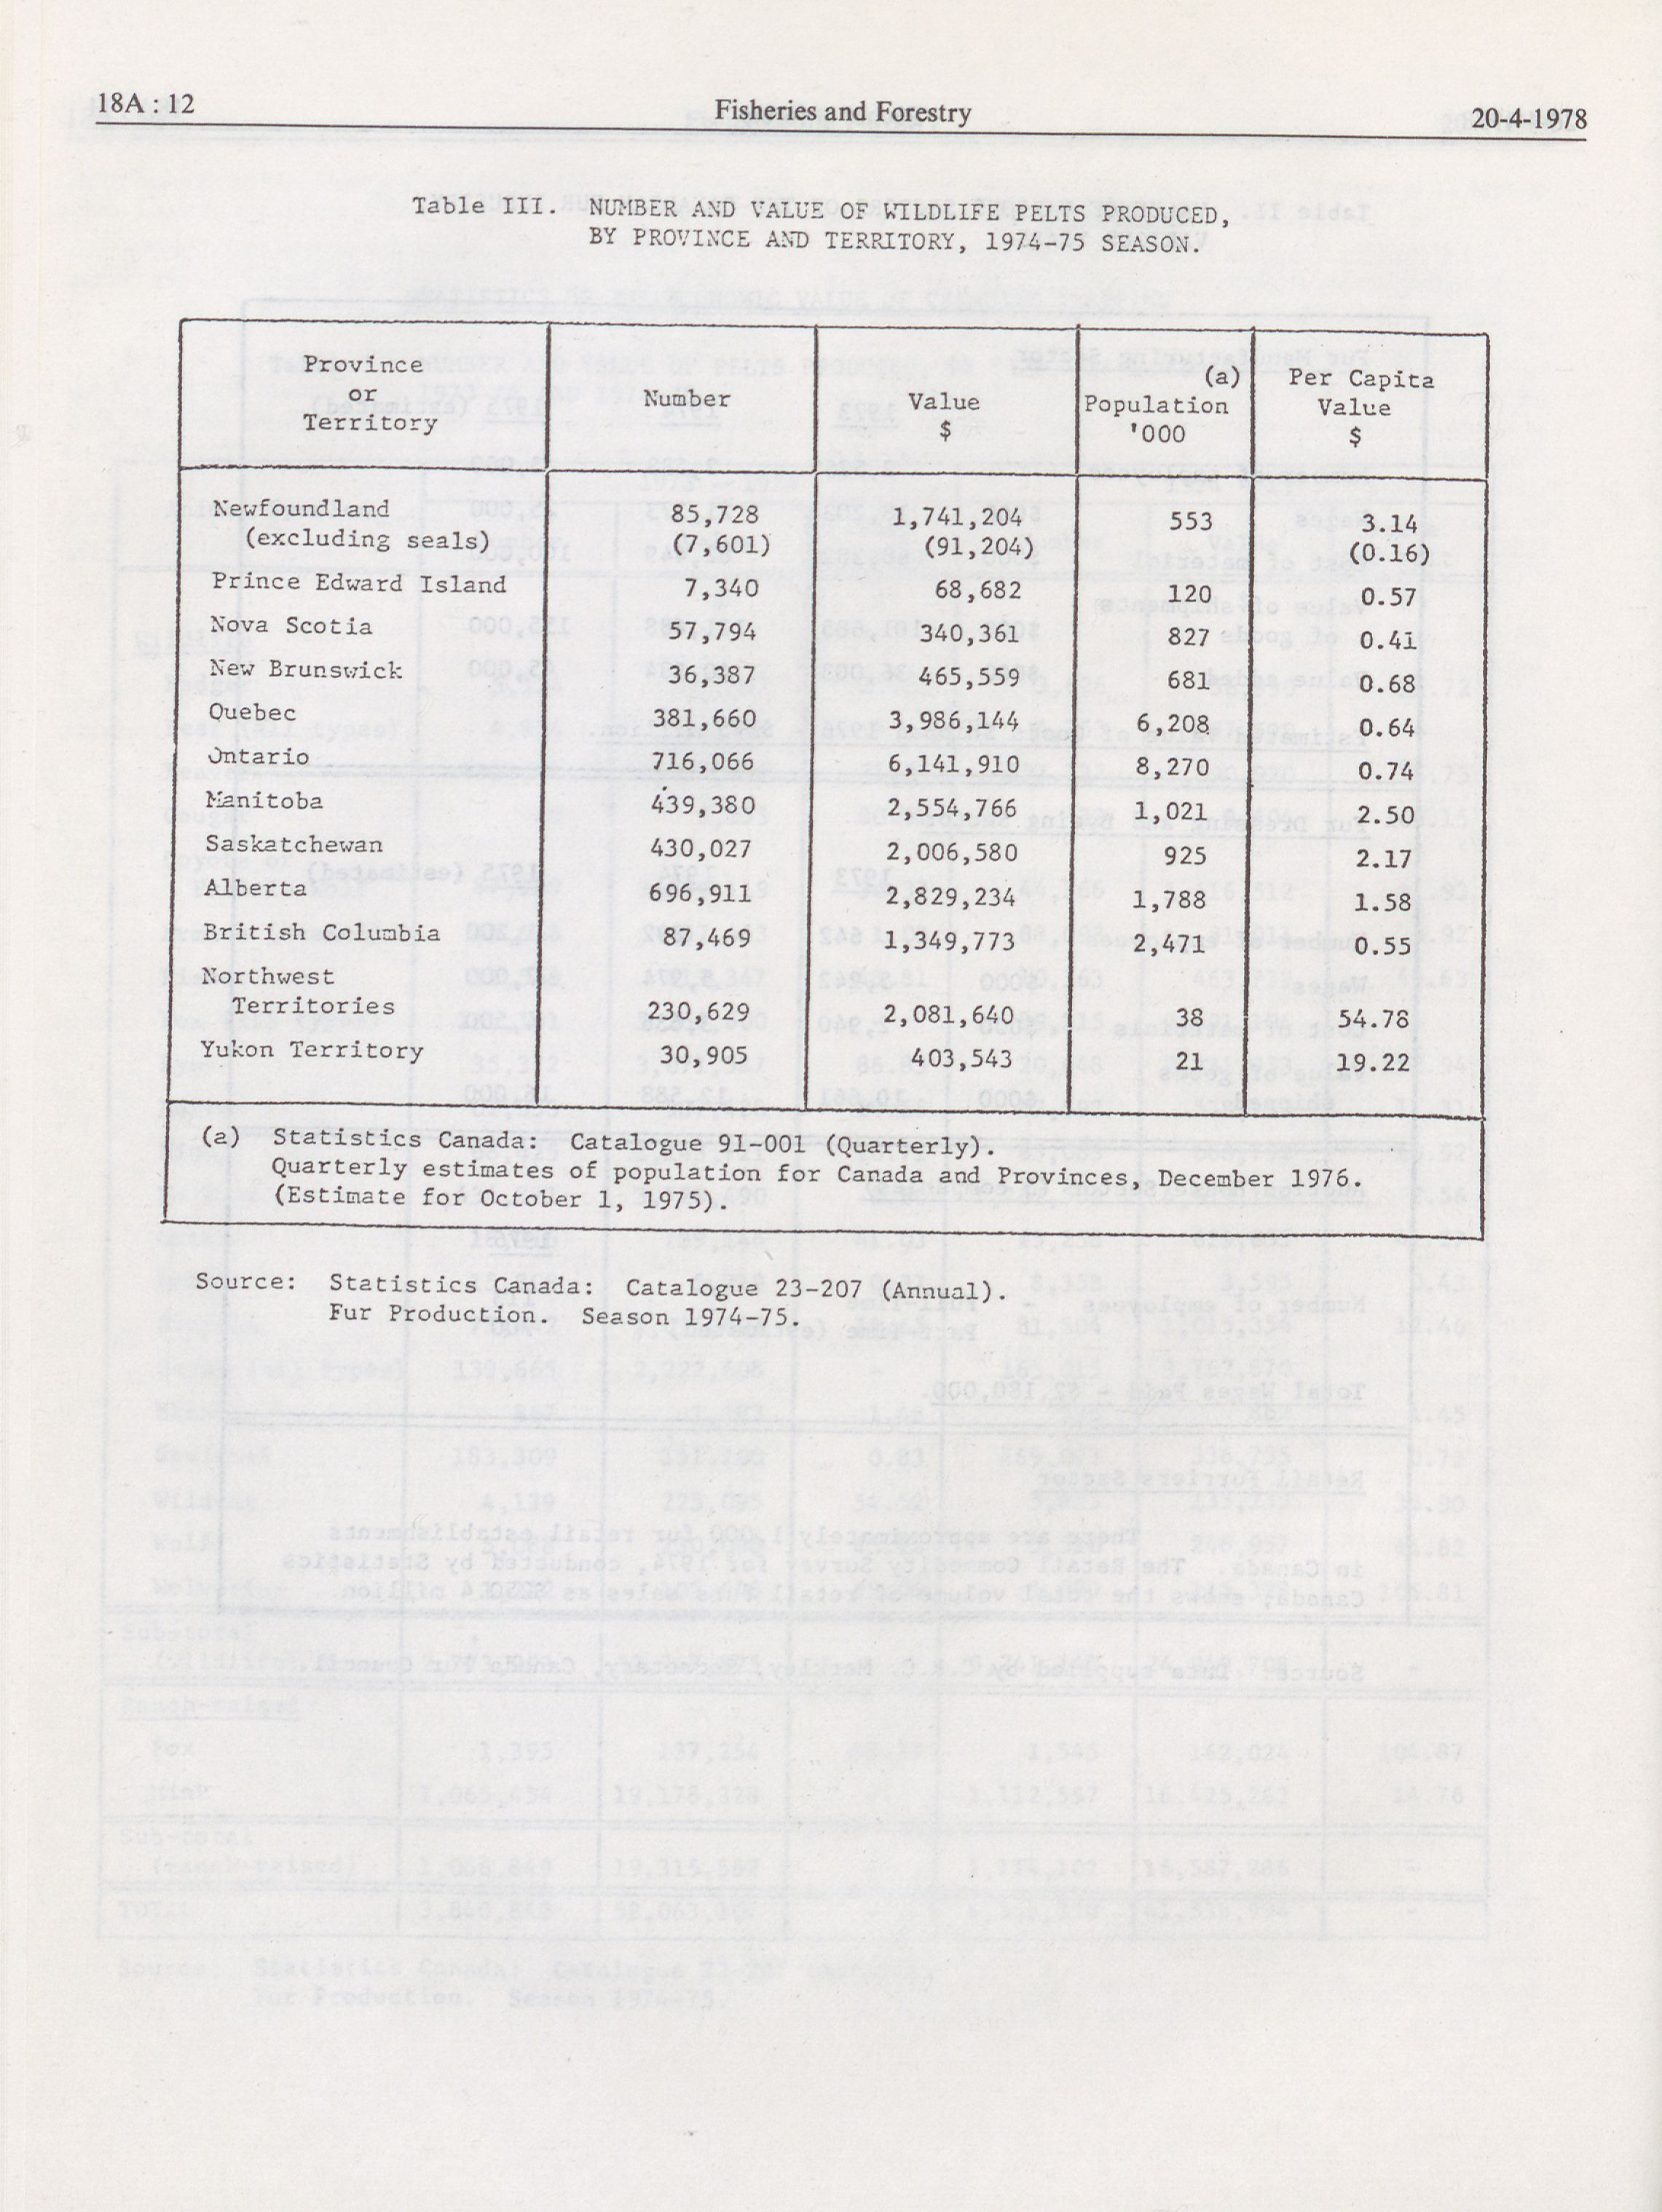 18A : 12 Fisheries and Forestry 20-4-1978
Table III. NUMBER AND VALUE OF WILDLIFE PELTS PRODUCED,
BY PROVINCE AND TERRITORY, 1974-75 SEASON.
Province or Territory Number Value $ (a) Population '000 Per Capita Value $
Newfoundland 85,728 1,741,204 553 3.14
(excluding seals) (7,601) (91,204) (0.16)
Prince Edward Island 7,340 68,682 120 0.57
Nova Scotia 57,794 340,361 827 0.41
New Brunswick 36,387 465,559 681 0.68
Quebec 381,660 3,986,144 6,208 0.64
Ontario 716,066 6,141,910 8,270 0.74
Manitoba 439,380 2,554,766 1,021 2.50
Saskatchewan 430,027 2,006,580 925 2.17
Alberta 696,911 2,829,234 1,788 1.58
British Columbia 87,469 1,349,773 2,471 0.55
Northwest
Territories 230,629 2,081,640 38 54.78
Yukon Territory 30,905 403,543 21 19.22
(a) Statistics Canada: Catalogue 91-001 (Quarterly).
Quarterly estimates of population for Canada and Provinces, December 1976.
(Estimate for October 1, 1975).
Source: Statistics Canada: Catalogue 23-207 (Annual).
Fur Production. Season 1974-75.